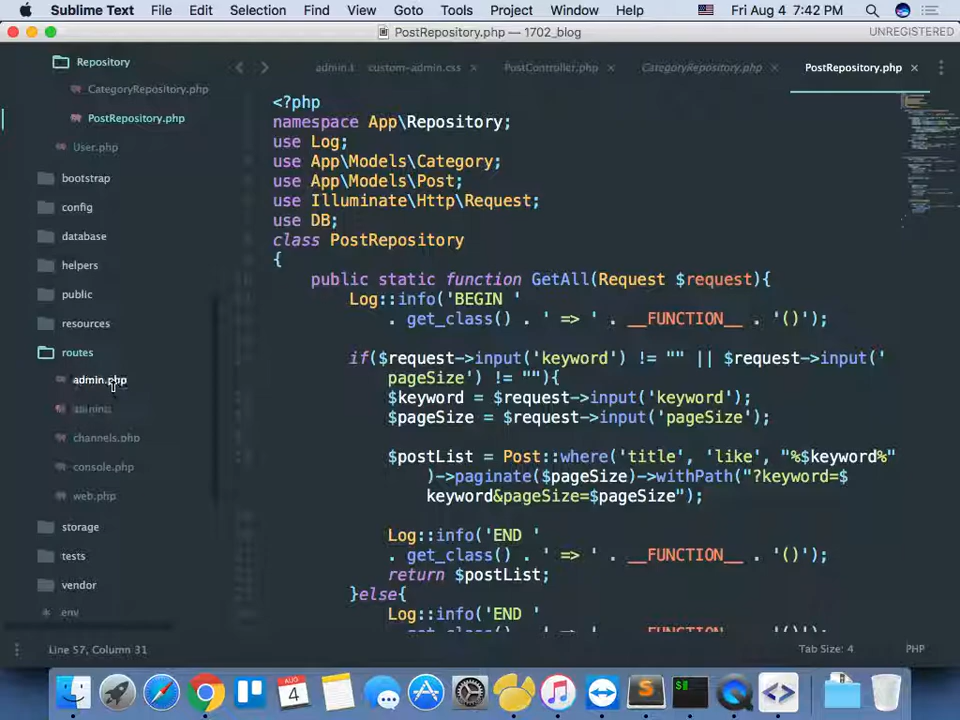 Sublime Text File Edit Selection Find View Goto Tools Project Window Help Fri Aug 4 7:42 PM
PostRepository.php — 1702_blog UNREGISTERED
admin.t custom-admin.css PostController.php CategoryRepository.php PostRepository.php
Repository
CategoryRepository.php
PostRepository.php
User.php
bootstrap
config
database
helpers
public
resources
routes
admin.php
channels.php
console.php
web.php
storage
tests
vendor
env
<?php
namespace App\Repository;
use Log;
use App\Models\Category;
use App\Models\Post;
use Illuminate\Http\Request;
use DB;
class PostRepository
{
public static function GetAll(Request $request){
Log::info('BEGIN '
. get_class() . ' => ' . __FUNCTION__ . '()');
if($request->input('keyword') != "" || $request->input('
pageSize') != ""){
$keyword = $request->input('keyword');
$pageSize = $request->input('pageSize');
$postList = Post::where('title', 'like', "%$keyword%"
)->paginate($pageSize)->withPath("?keyword=$
keyword&pageSize=$pageSize");
Log::info('END '
. get_class() . ' => ' . __FUNCTION__ . '()');
return $postList;
}else{
Log::info('END '
. get_class() . ' => ' . __FUNCTION__ . '()');
Line 57, Column 31 Tab Size: 4 PHP
AUG
4